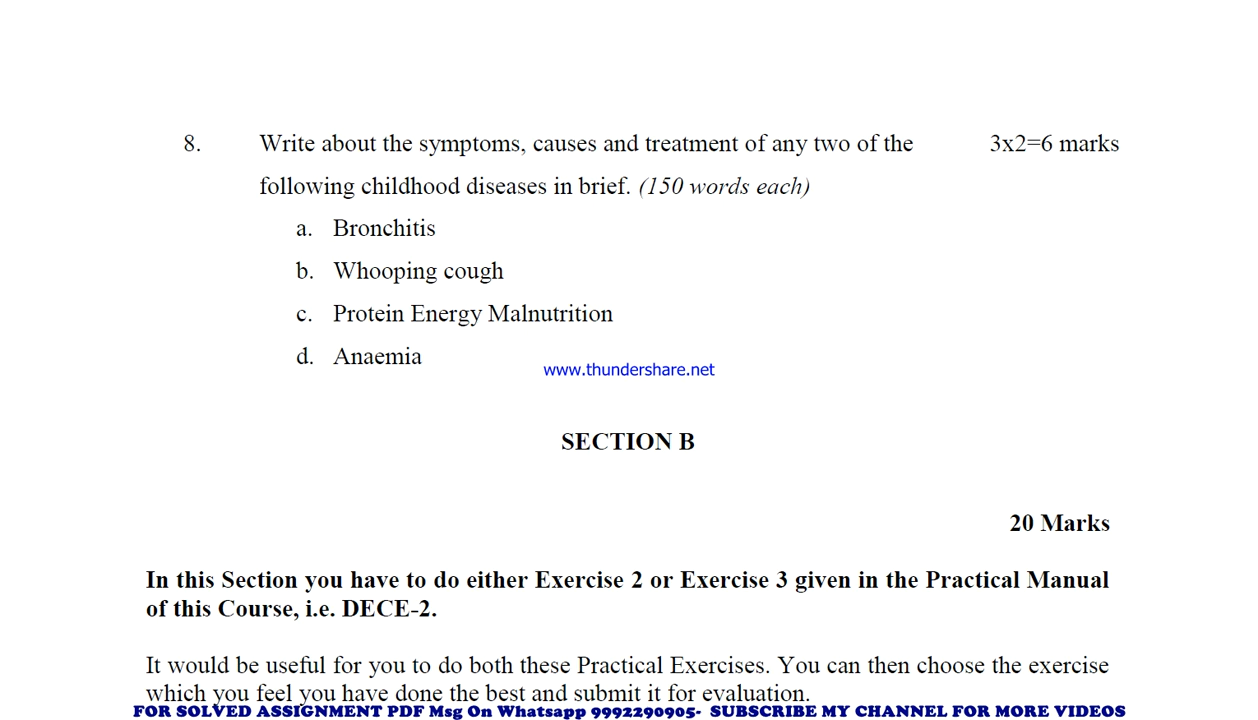 8. Write about the symptoms, causes and treatment of any two of the 3x2=6 marks
following childhood diseases in brief. (150 words each)
a. Bronchitis
b. Whooping cough
c. Protein Energy Malnutrition
d. Anaemia
www.thundershare.net
SECTION B
20 Marks
In this Section you have to do either Exercise 2 or Exercise 3 given in the Practical Manual
of this Course, i.e. DECE-2.
It would be useful for you to do both these Practical Exercises. You can then choose the exercise
which you feel you have done the best and submit it for evaluation.
FOR SOLVED ASSIGNMENT PDF Msg On Whatsapp 9992290905- SUBSCRIBE MY CHANNEL FOR MORE VIDEOS